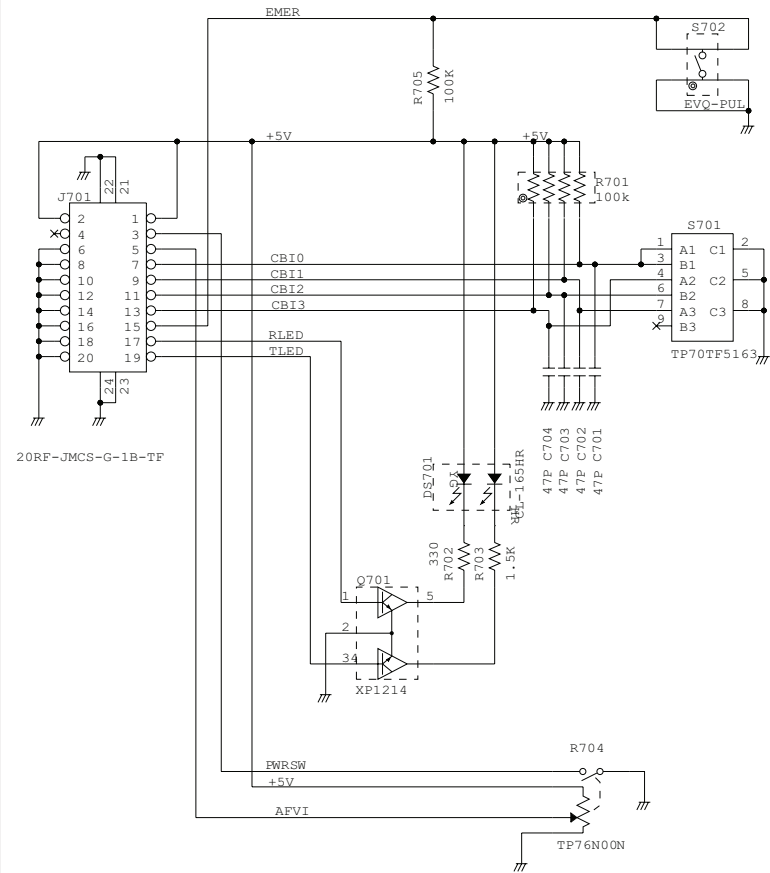 EMER
S702
R705
100K
EVQ-PUL
+5V
+5V
22
21
R701
100k
J701
S701
2
1
4
3
6
5
8
7
10
9
12
11
14
13
16
15
18
17
20
19
CBI0
CBI1
CBI2
CBI3
RLED
TLED
1 A1 C1 2
3 B1
4 A2 C2 5
6 B2
7 A3 C3 8
9 B3
TP70TF5163
24
23
20RF-JMCS-G-1B-TF
47P C704
47P C703
47P C702
47P C701
DS701
YG
HR
CL-165HR
330
R702
R703
1.5K
Q701
1
5
2
3
4
XP1214
R704
PWRSW
+5V
AFVI
TP76N00N